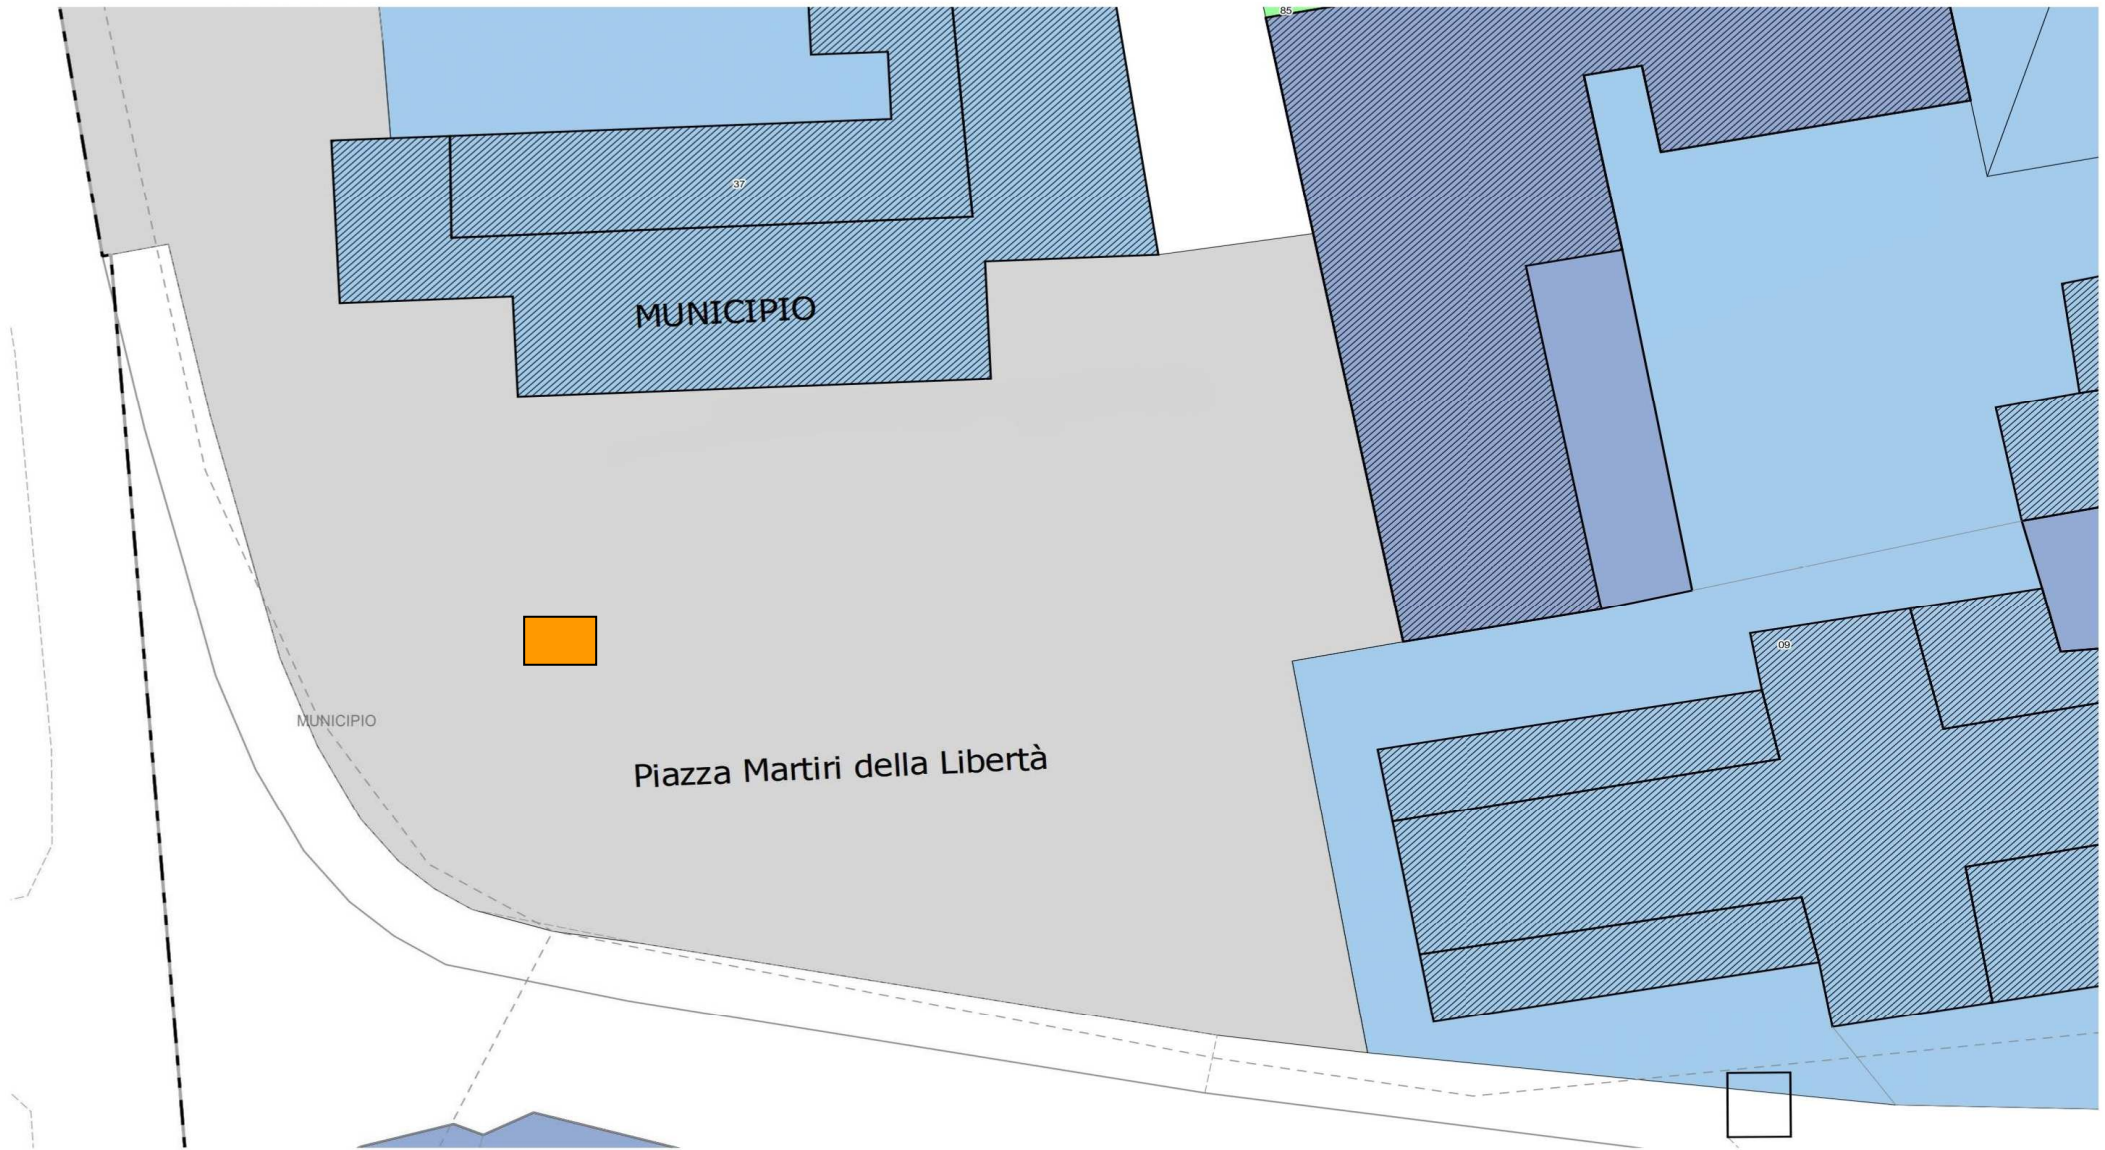 85
37
MUNICIPIO
09
MUNICIPIO
Piazza Martiri della Libertà